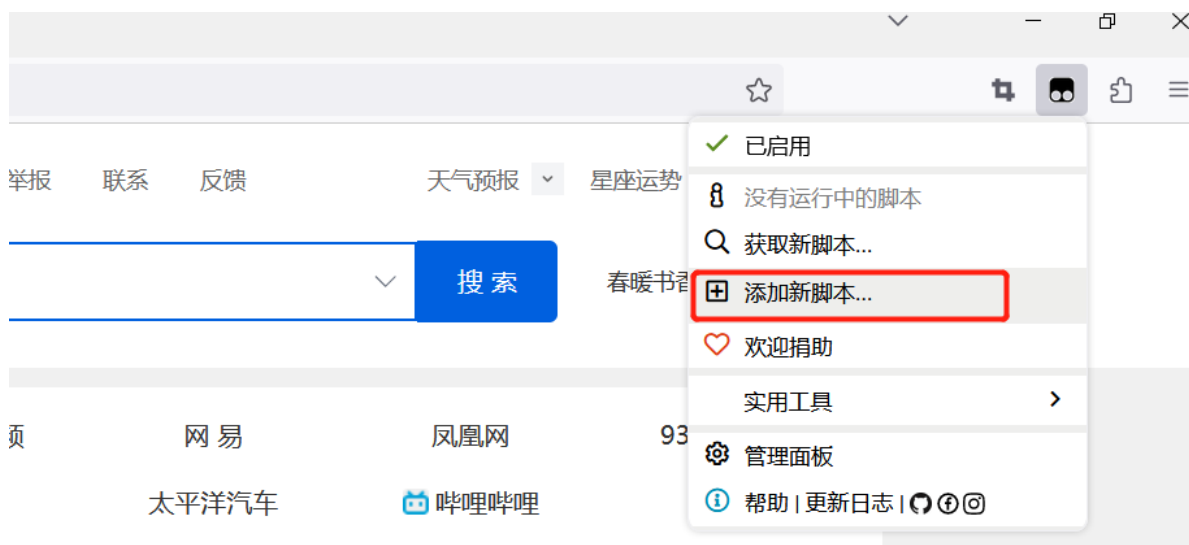 已启用
举报 联系 反馈 天气预报 星座运势
没有运行中的脚本
获取新脚本...
搜索 春暖书香
添加新脚本...
欢迎捐助
实用工具
网易 凤凰网 93
管理面板
太平洋汽车 哔哩哔哩
帮助 | 更新日志 |